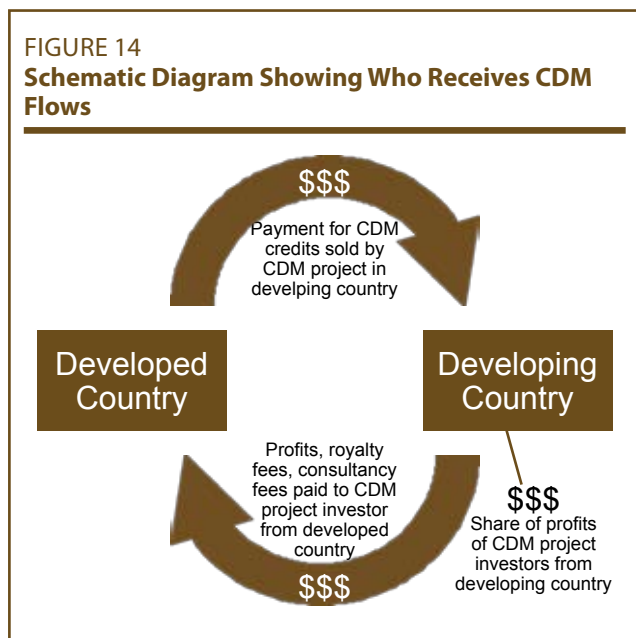 FIGURE 14
Schematic Diagram Showing Who Receives CDM
Flows
$$$
Payment for CDM
credits sold by
CDM project in
develping country
Developed
Country
Developing
Country
Profits, royalty
fees, consultancy
fees paid to CDM
project investor
from developed
country
$$$
$$$
Share of profits
of CDM project
investors from
developing country